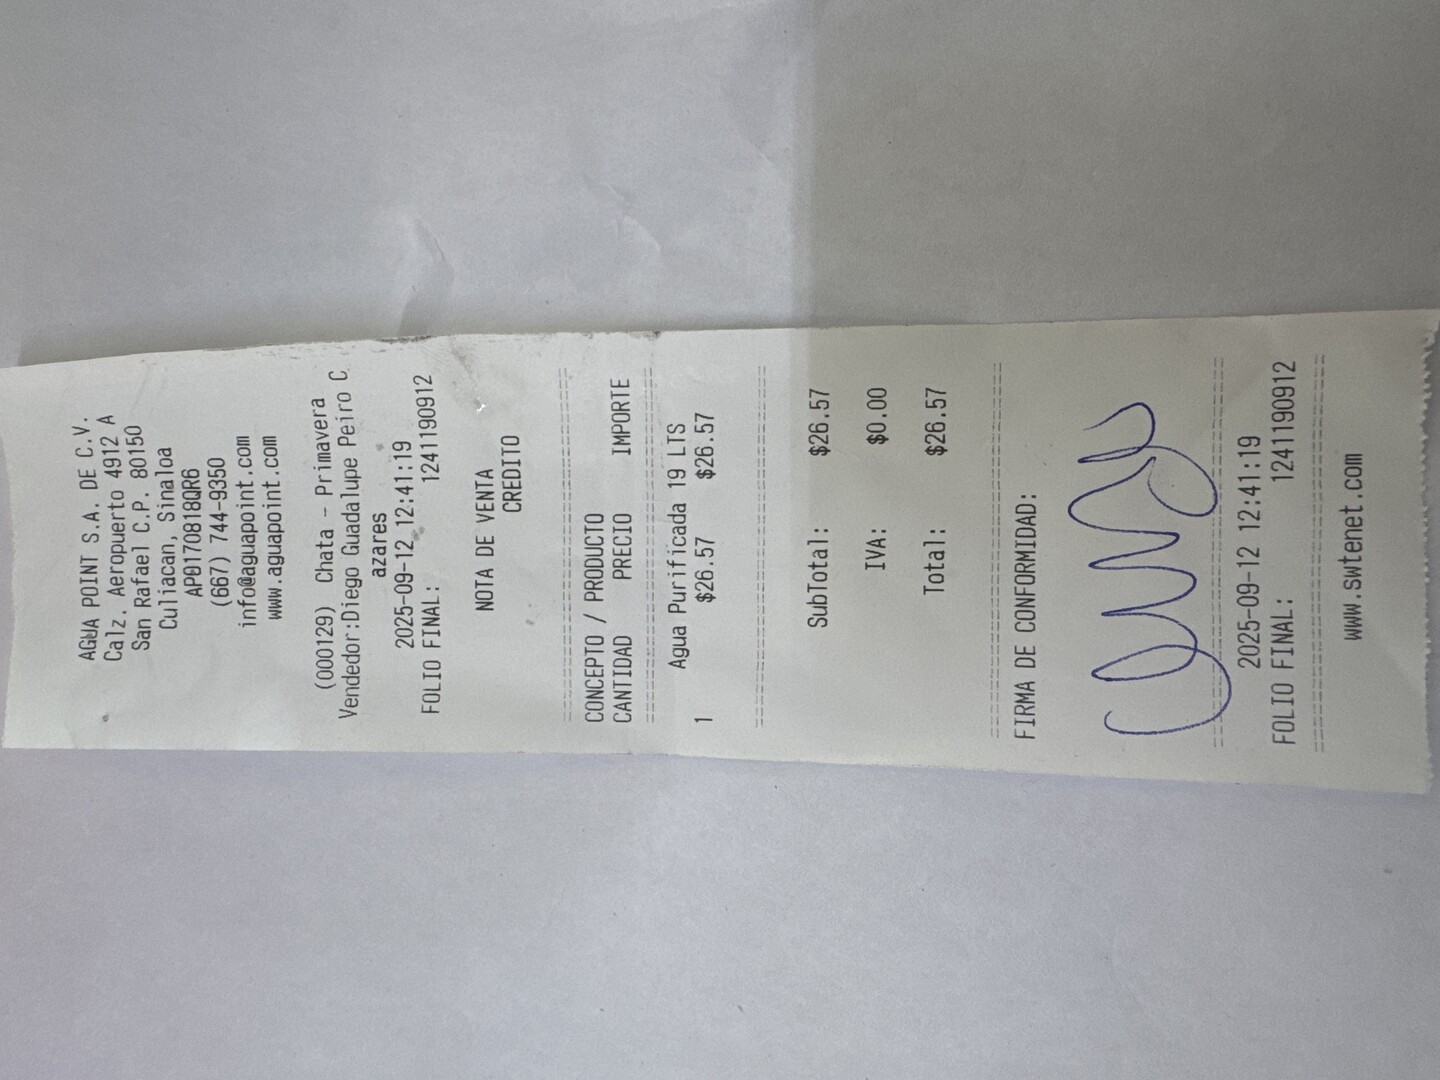 AGUA POINT S.A. DE C.V.
Calz. Aeropuerto 4912 A
San Rafael C.P. 80150
Culiacan, Sinaloa
APO170818QR6
(667) 744-9350
info@aguapoint.com
www.aguapoint.com
(000129) Chata - Primavera
Vendedor:Diego Guadalupe Peiro C
azares
2025-09-12 12:41:19
FOLIO FINAL: 1241190912
NOTA DE VENTA
CREDITO
CONCEPTO / PRODUCTO
CANTIDAD PRECIO IMPORTE
Agua Purificada 19 LTS
1 $26.57 $26.57
SubTotal: $26.57
IVA: $0.00
Total: $26.57
FIRMA DE CONFORMIDAD:
2025-09-12 12:41:19
FOLIO FINAL: 1241190912
www.swtenet.com